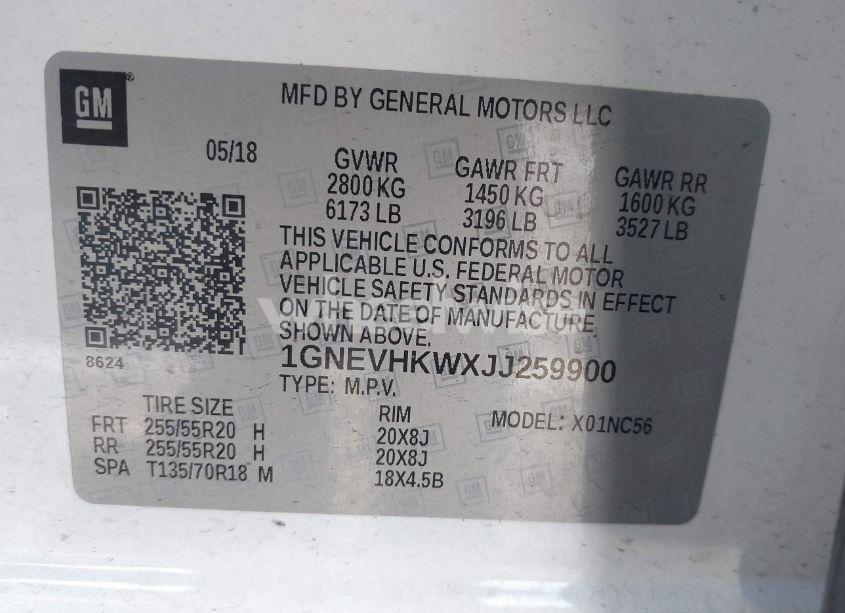 GM
MFD BY GENERAL MOTORS LLC
05/18
GVWR GAWR FRT GAWR RR
2800 KG 1450 KG 1600 KG
6173 LB 3196 LB 3527 LB
THIS VEHICLE CONFORMS TO ALL
APPLICABLE U.S. FEDERAL MOTOR
VEHICLE SAFETY STANDARDS IN EFFECT
ON THE DATE OF MANUFACTURE
SHOWN ABOVE.
8624
1GNEVHKWXJJ259900
TYPE: M.P.V.
TIRE SIZE RIM MODEL: X01NC56
FRT 255/55R20 H 20X8J
RR 255/55R20 H 20X8J
SPA T135/70R18 M 18X4.5B